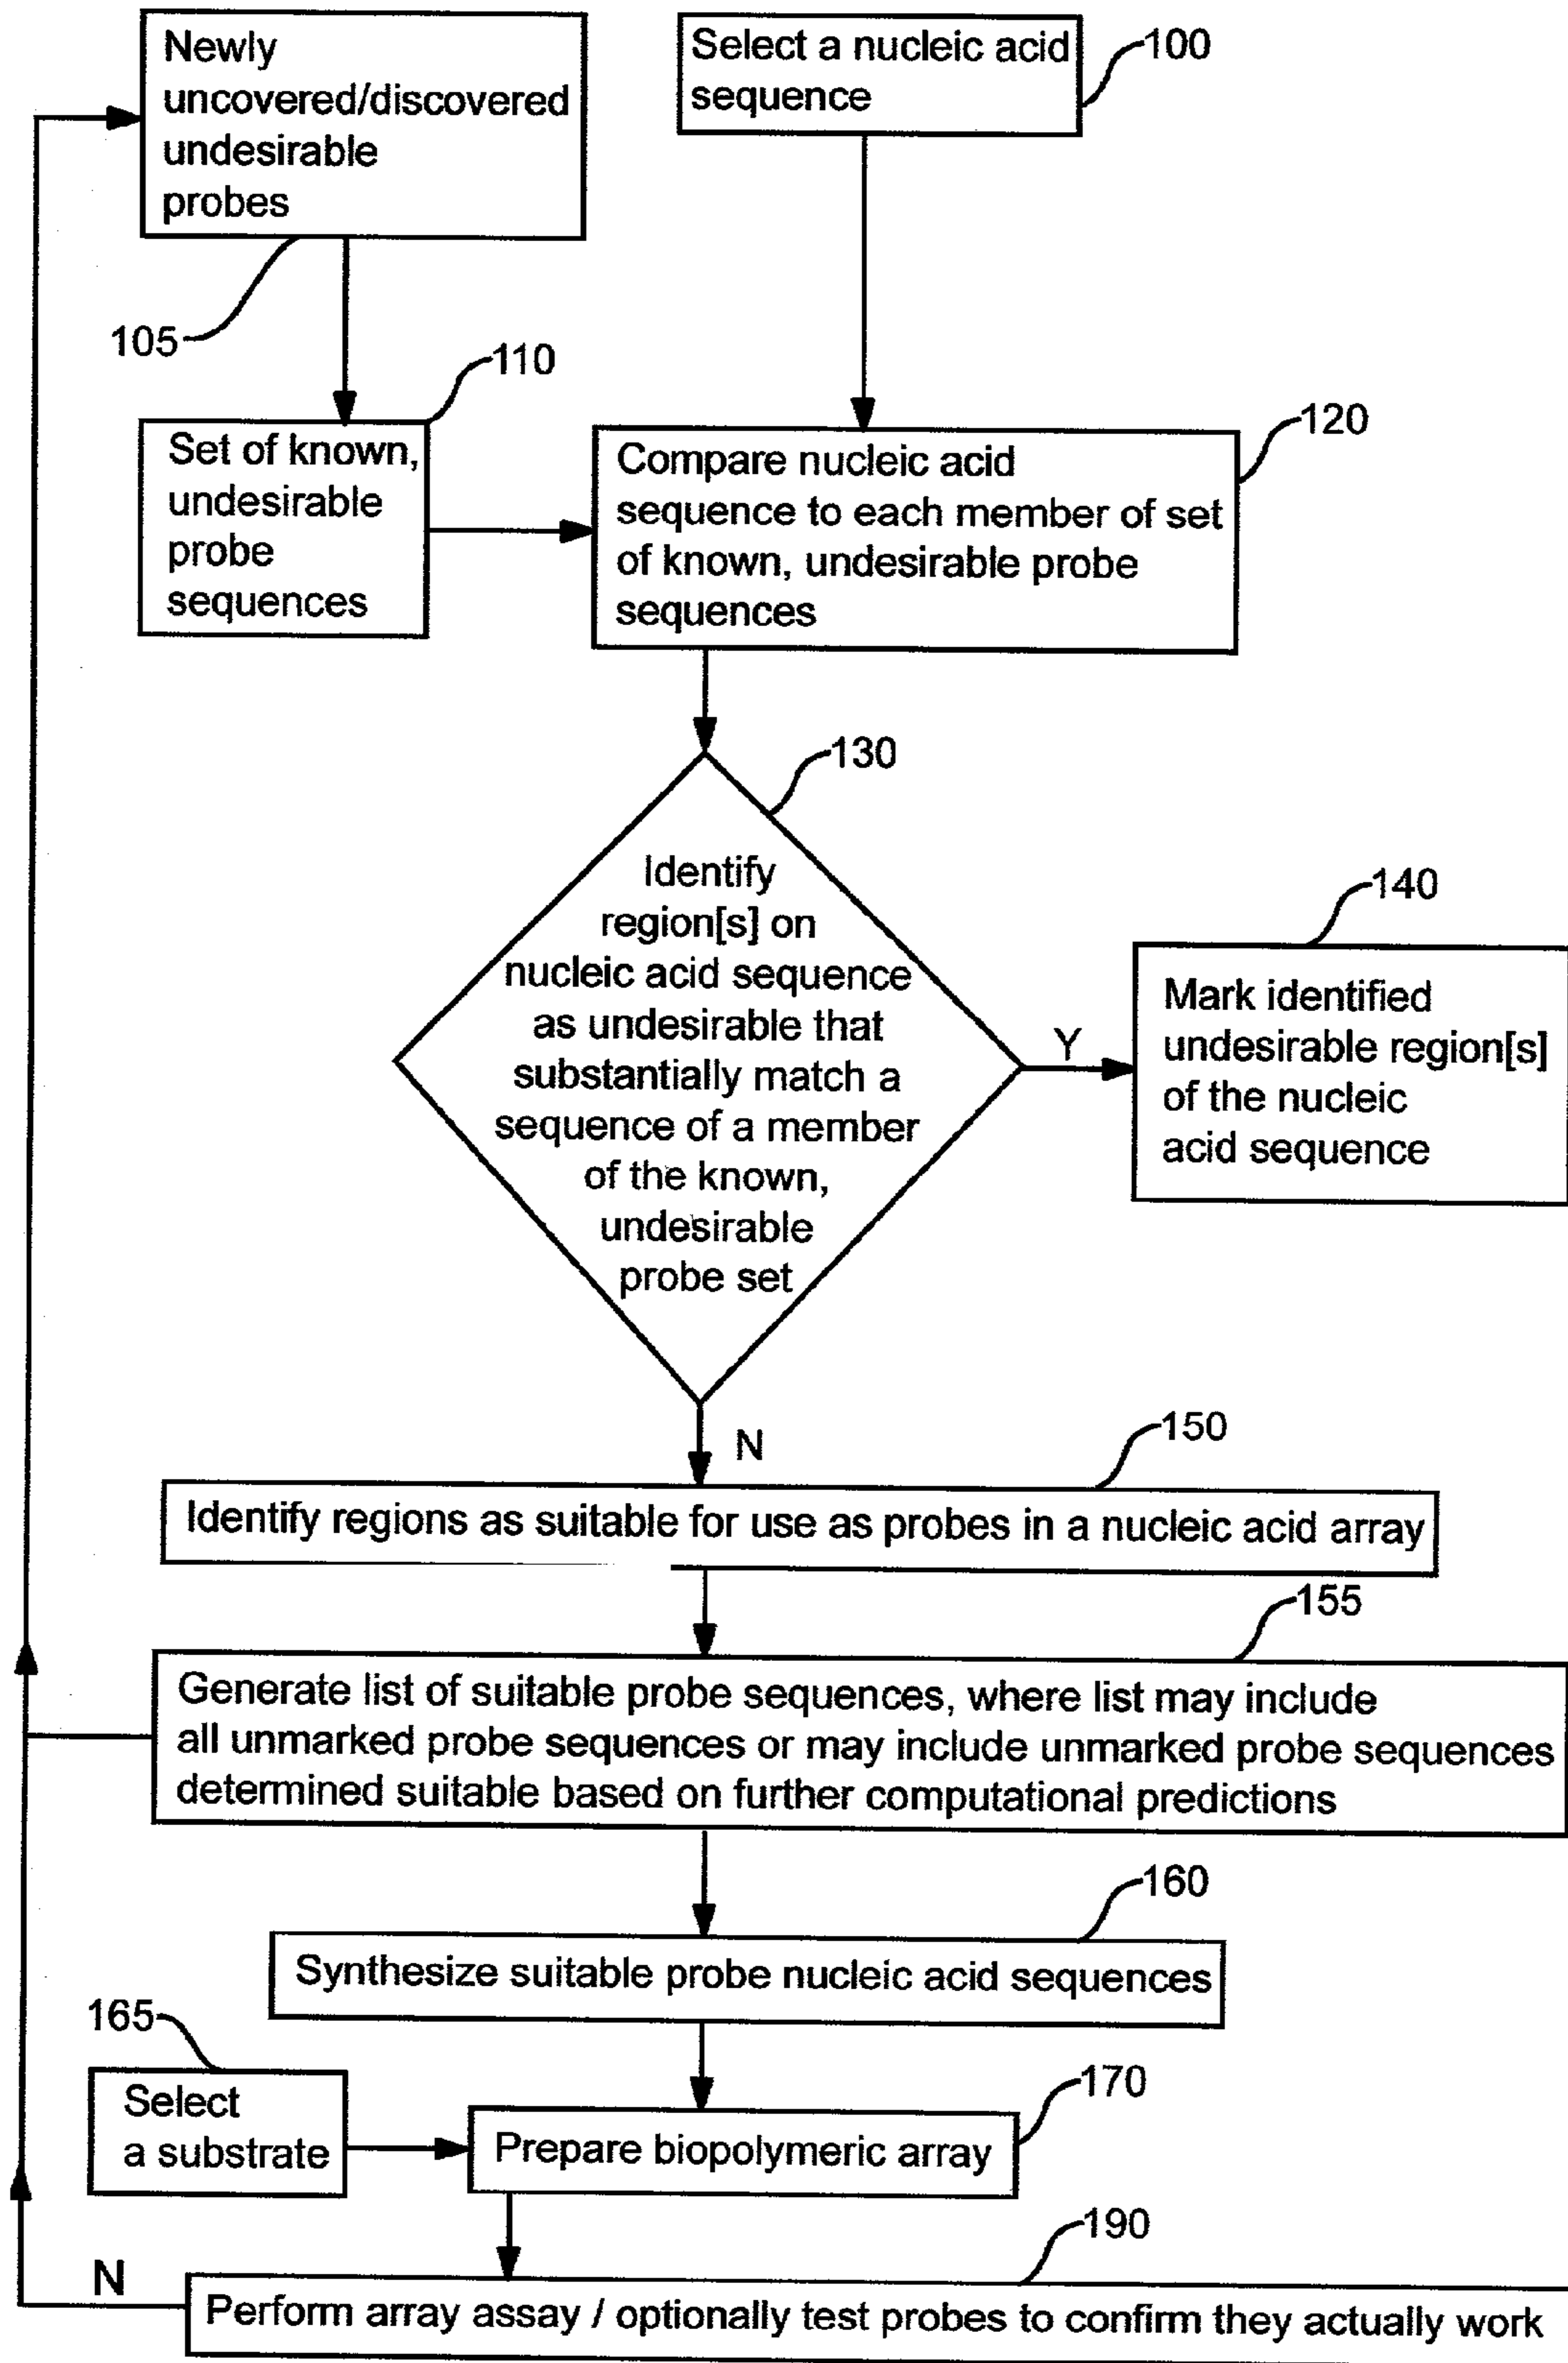 Newly
uncovered/discovered
undesirable
probes
105
Select a nucleic acid
sequence
100
110
Set of known,
undesirable
probe
sequences
120
Compare nucleic acid
sequence to each member of set
of known, undesirable probe
sequences
130
Identify
region[s] on
nucleic acid sequence
as undesirable that
substantially match a
sequence of a member
of the known,
undesirable
probe set
Y
140
Mark identified
undesirable region[s]
of the nucleic
acid sequence
N
150
Identify regions as suitable for use as probes in a nucleic acid array
155
Generate list of suitable probe sequences, where list may include
all unmarked probe sequences or may include unmarked probe sequences
determined suitable based on further computational predictions
160
Synthesize suitable probe nucleic acid sequences
165
Select
a substrate
170
Prepare biopolymeric array
190
N
Perform array assay / optionally test probes to confirm they actually work